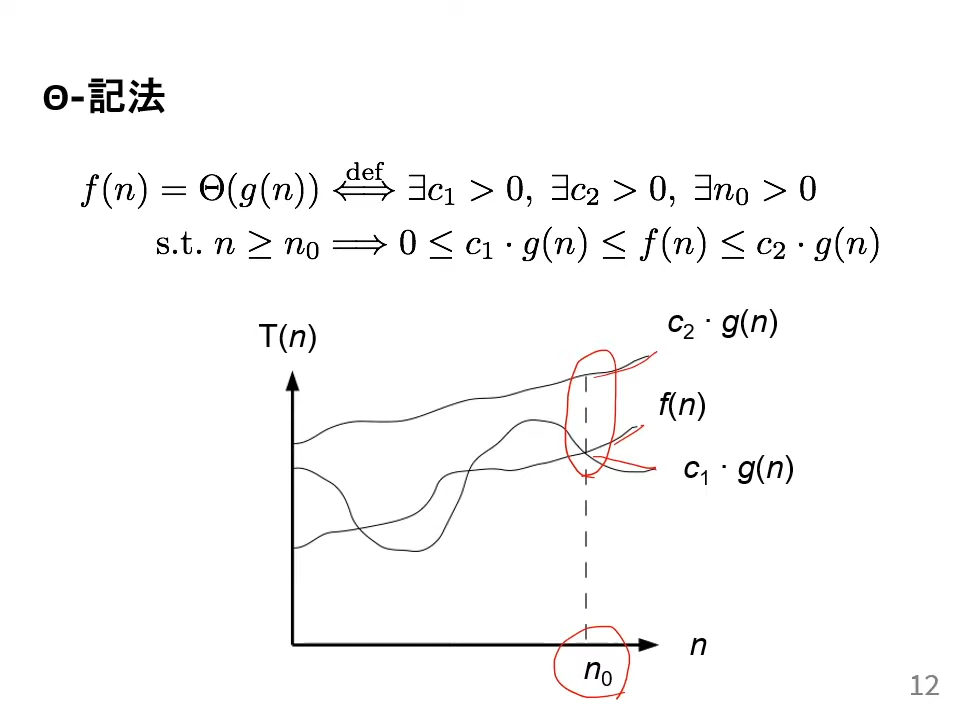 Θ-記法
f(n) = Θ(g(n)) ⟺ def ∃c₁ > 0, ∃c₂ > 0, ∃n₀ > 0
s.t. n ≥ n₀ ⟹ 0 ≤ c₁ · g(n) ≤ f(n) ≤ c₂ · g(n)
c₂ · g(n)
T(n)
f(n)
c₁ · g(n)
n
n₀
12